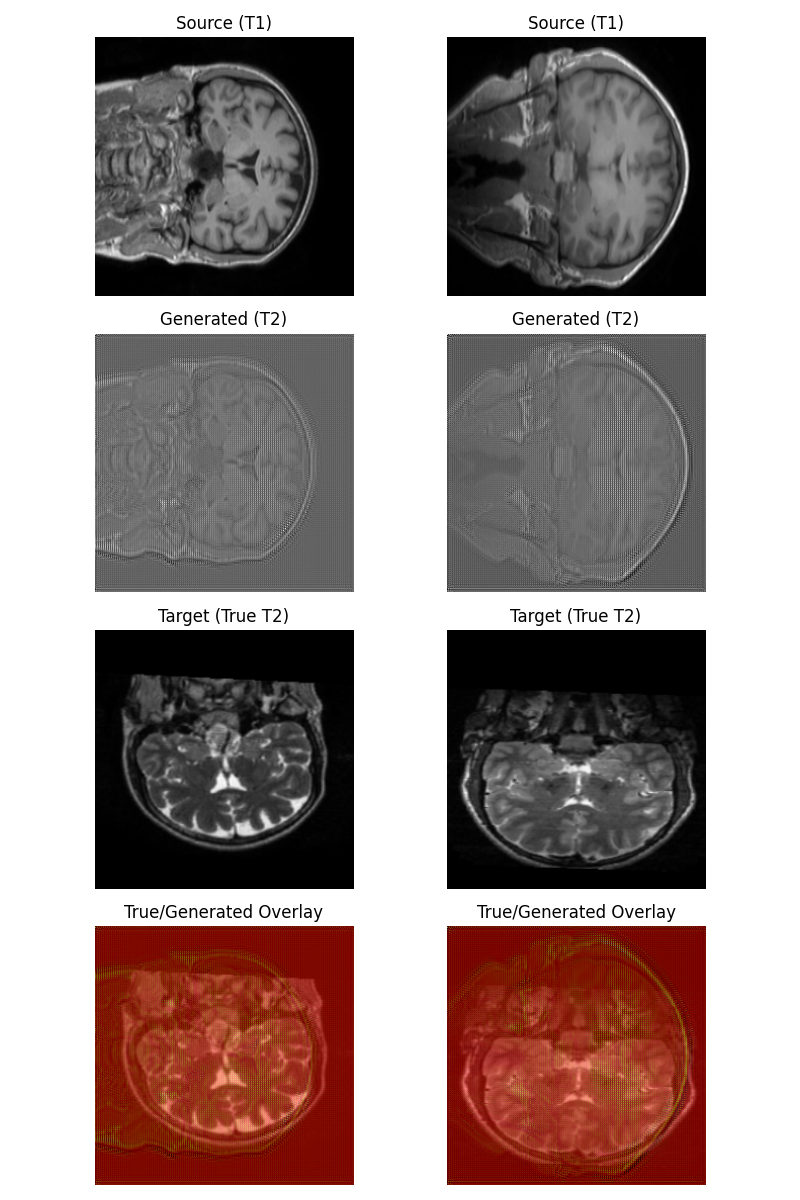 Source (T1)
Source (T1)
Generated (T2)
Generated (T2)
Target (True T2)
Target (True T2)
True/Generated Overlay
True/Generated Overlay